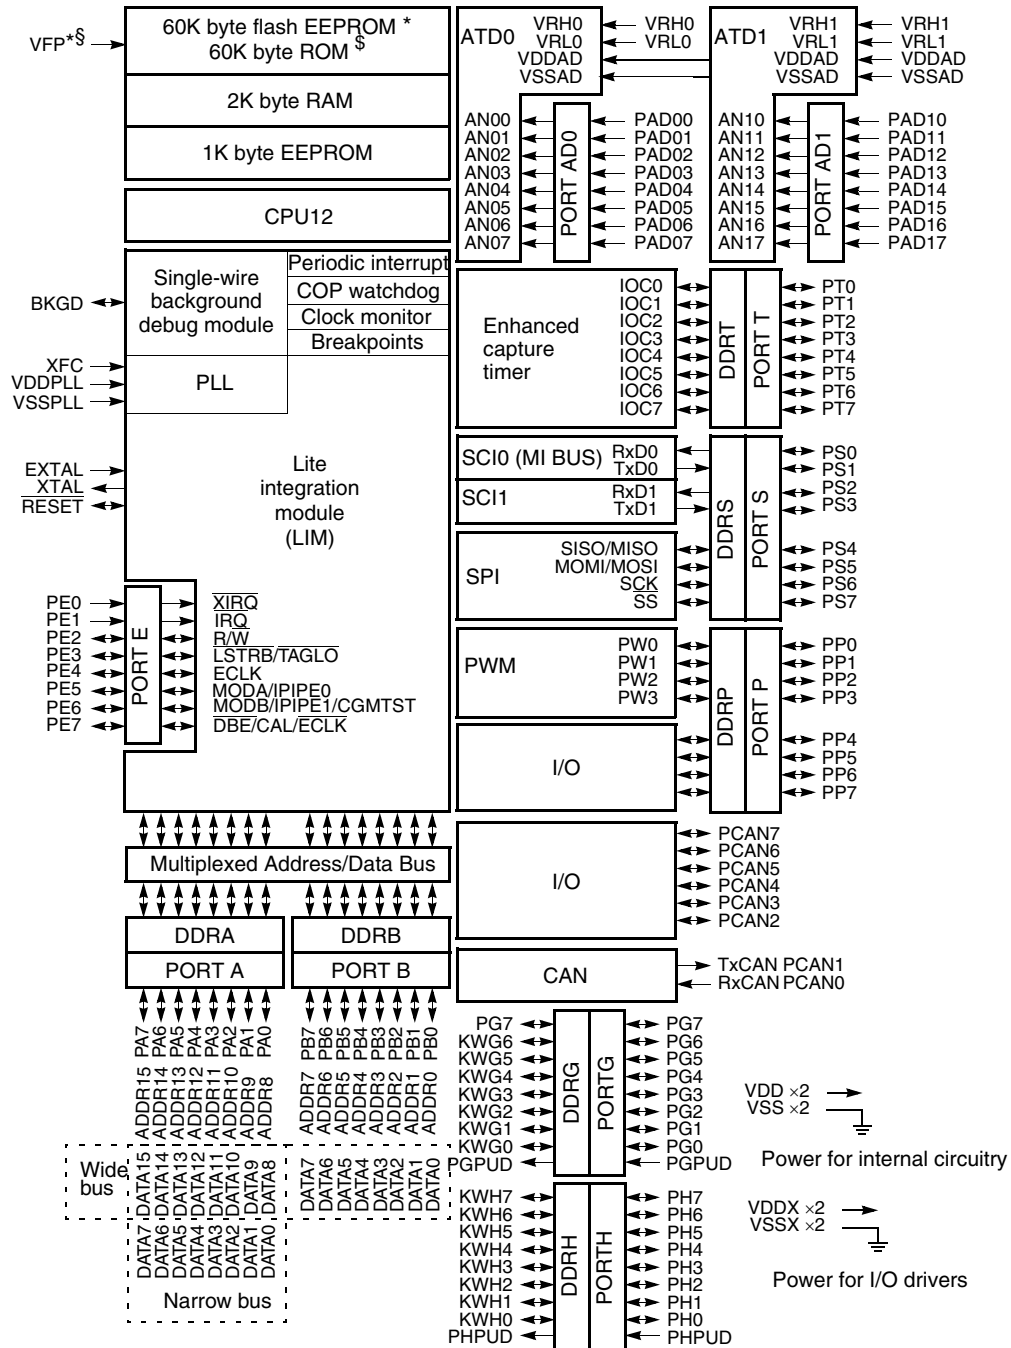 VFP*§
60K byte flash EEPROM *
60K byte ROM $
2K byte RAM
1K byte EEPROM
CPU12
Single-wire
background
debug module
Periodic interrupt
COP watchdog
Clock monitor
Breakpoints
BKGD
XFC
VDDPLL
VSSPLL
PLL
EXTAL
XTAL
RESET
Lite
integration
module
(LIM)
PE0
PE1
PE2
PE3
PE4
PE5
PE6
PE7
PORT E
XIRQ
IRQ
R/W
LSTRB/TAGLO
ECLK
MODA/IPIPE0
MODB/IPIPE1/CGMTST
DBE/CAL/ECLK
Multiplexed Address/Data Bus
DDRA
DDRB
PORT A
PORT B
PA7
PA6
PA5
PA4
PA3
PA2
PA1
PA0
PB7
PB6
PB5
PB4
PB3
PB2
PB1
PB0
ADDR15
ADDR14
ADDR13
ADDR12
ADDR11
ADDR10
ADDR9
ADDR8
ADDR7
ADDR6
ADDR5
ADDR4
ADDR3
ADDR2
ADDR1
ADDR0
Wide
bus
DATA15
DATA14
DATA13
DATA12
DATA11
DATA10
DATA9
DATA8
DATA7
DATA6
DATA5
DATA4
DATA3
DATA2
DATA1
DATA0
DATA7
DATA6
DATA5
DATA4
DATA3
DATA2
DATA1
DATA0
Narrow bus
ATD0
VRH0
VRL0
VDDAD
VSSAD
VRH0
VRL0
AN00
AN01
AN02
AN03
AN04
AN05
AN06
AN07
PORT AD0
PAD00
PAD01
PAD02
PAD03
PAD04
PAD05
PAD06
PAD07
ATD1
VRH1
VRL1
VDDAD
VSSAD
VRH1
VRL1
VDDAD
VSSAD
AN10
AN11
AN12
AN13
AN14
AN15
AN16
AN17
PORT AD1
PAD10
PAD11
PAD12
PAD13
PAD14
PAD15
PAD16
PAD17
Enhanced
capture
timer
IOC0
IOC1
IOC2
IOC3
IOC4
IOC5
IOC6
IOC7
DDRT
PORT T
PT0
PT1
PT2
PT3
PT4
PT5
PT6
PT7
SCI0 (MI BUS)
RxD0
TxD0
SCI1
RxD1
TxD1
SPI
SISO/MISO
MOMI/MOSI
SCK
SS
DDRS
PORT S
PS0
PS1
PS2
PS3
PS4
PS5
PS6
PS7
PWM
PW0
PW1
PW2
PW3
I/O
DDRP
PORT P
PP0
PP1
PP2
PP3
PP4
PP5
PP6
PP7
I/O
PCAN7
PCAN6
PCAN5
PCAN4
PCAN3
PCAN2
CAN
TxCAN PCAN1
RxCAN PCAN0
PG7
KWG6
KWG5
KWG4
KWG3
KWG2
KWG1
KWG0
PGPUD
DDRG
PORTG
PG7
PG6
PG5
PG4
PG3
PG2
PG1
PG0
PGPUD
KWH7
KWH6
KWH5
KWH4
KWH3
KWH2
KWH1
KWH0
PHPUD
DDRH
PORTH
PH7
PH6
PH5
PH4
PH3
PH2
PH1
PH0
PHPUD
VDD ×2
VSS ×2
Power for internal circuitry
VDDX ×2
VSSX ×2
Power for I/O drivers